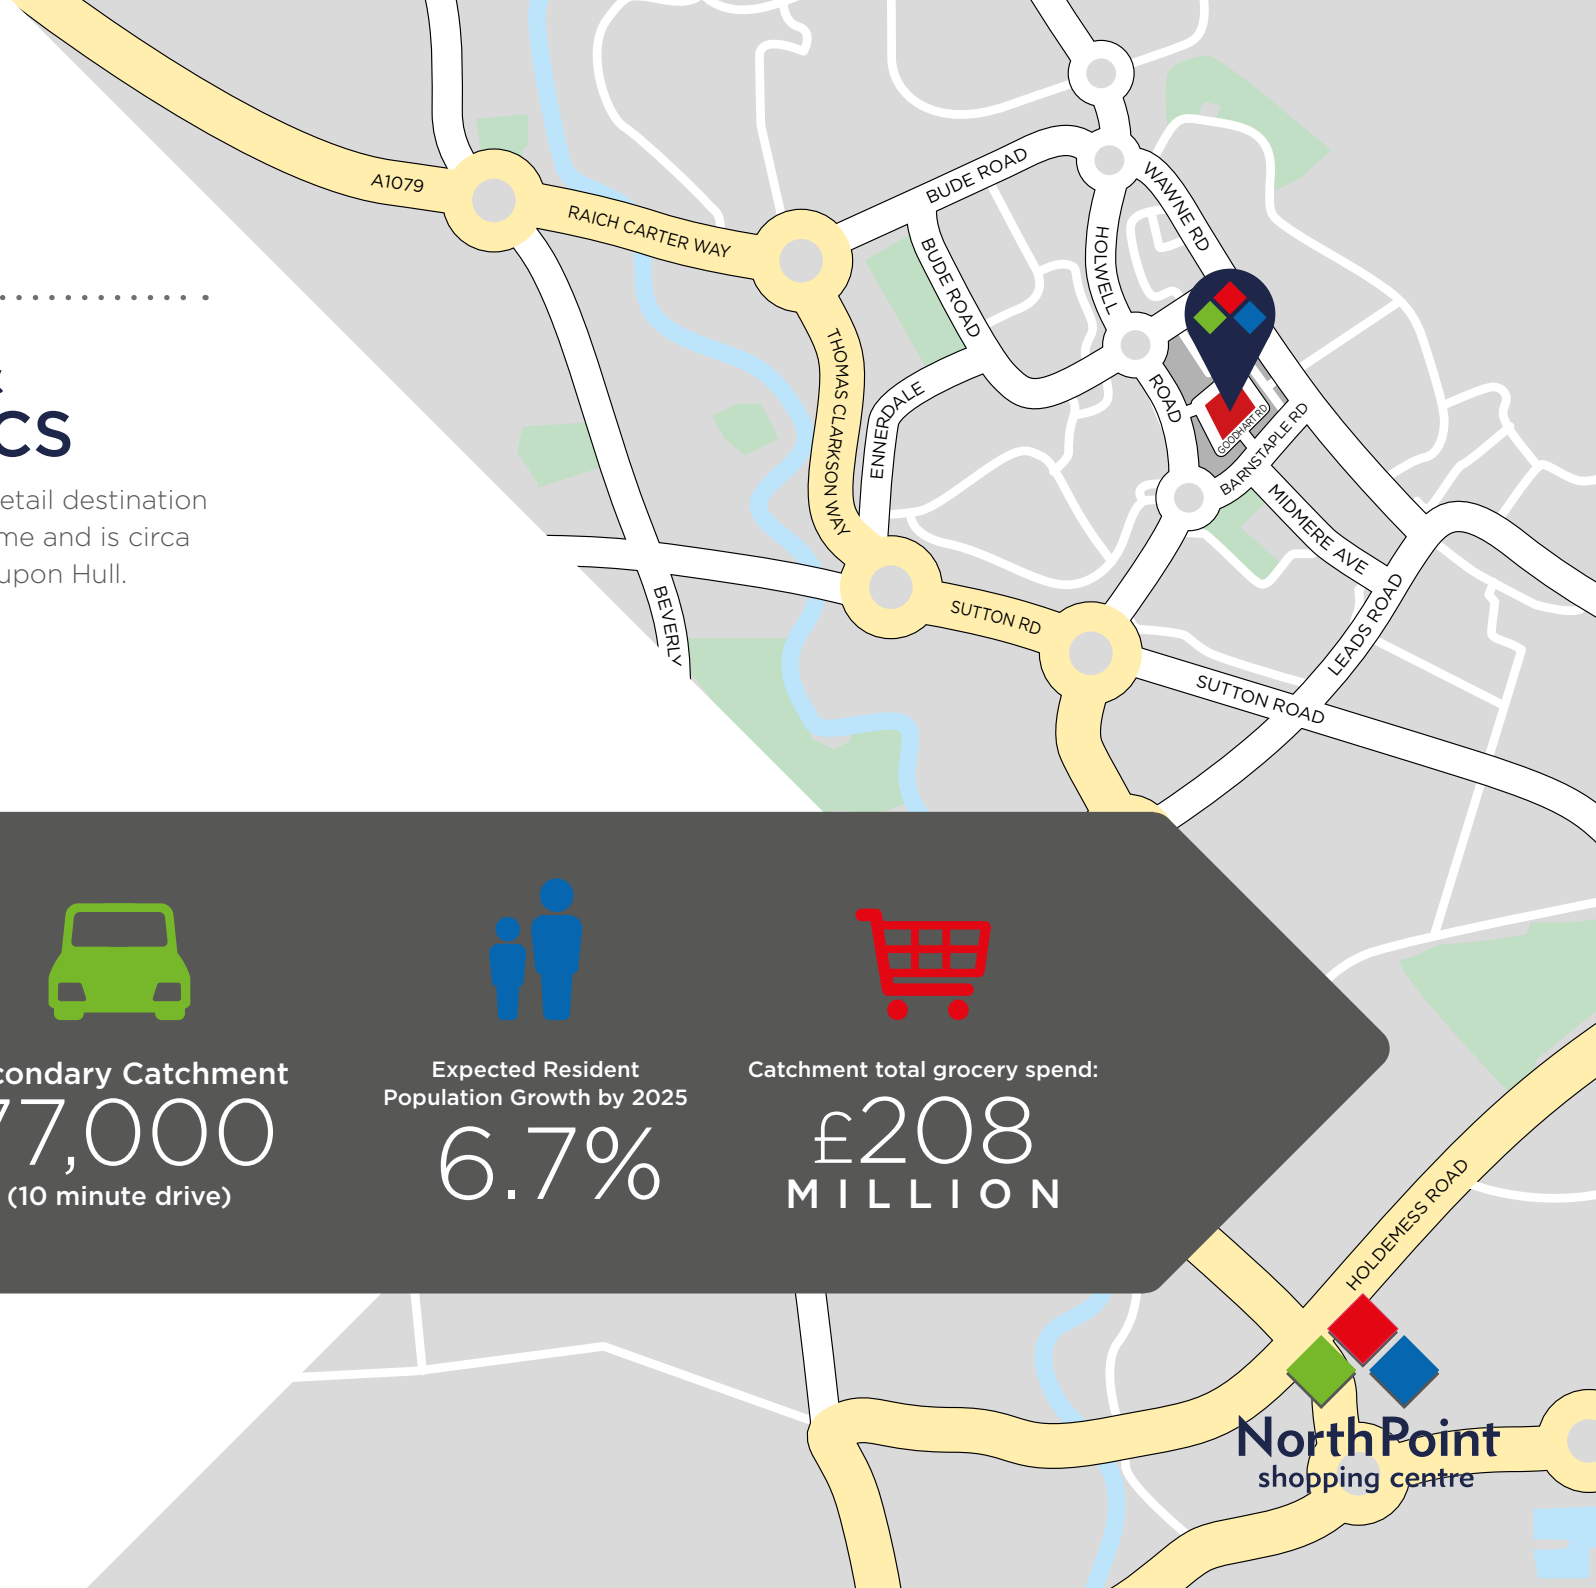 A1079
RAICH CARTER WAY
BUDE ROAD
WAWNE RD
HOLWELL
BUDE ROAD
THOMAS CLARKSON WAY
ENNERDALE
ROAD
GOODHART RD
BARNSTAPLE RD
MIDMERE AVE
LEADS ROAD
SUTTON RD
SUTTON ROAD
BEVERLY
CS
etail destination
me and is circa
upon Hull.
condary Catchment
77,000
(10 minute drive)
Expected Resident
Population Growth by 2025
6.7%
Catchment total grocery spend:
£208
MILLION
HOLDEMESS ROAD
NorthPoint
shopping centre